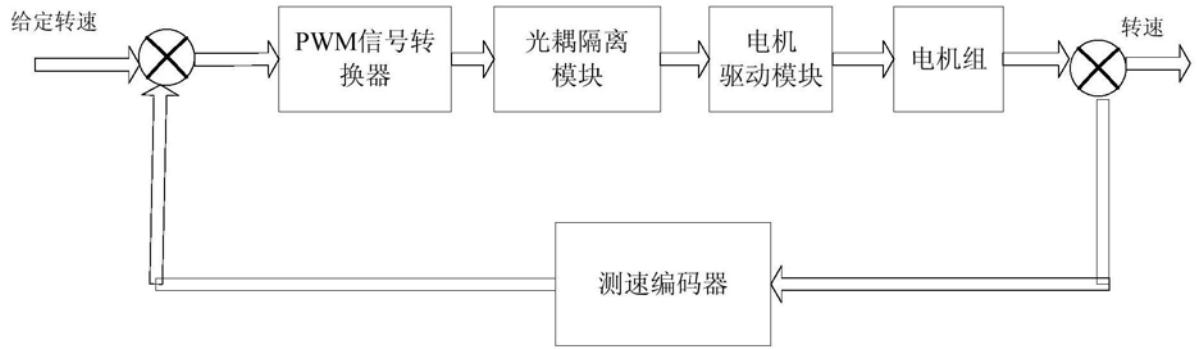 给定转速
PWM信号转
换器
光耦隔离
模块
电机
驱动模块
电机组
转速
测速编码器